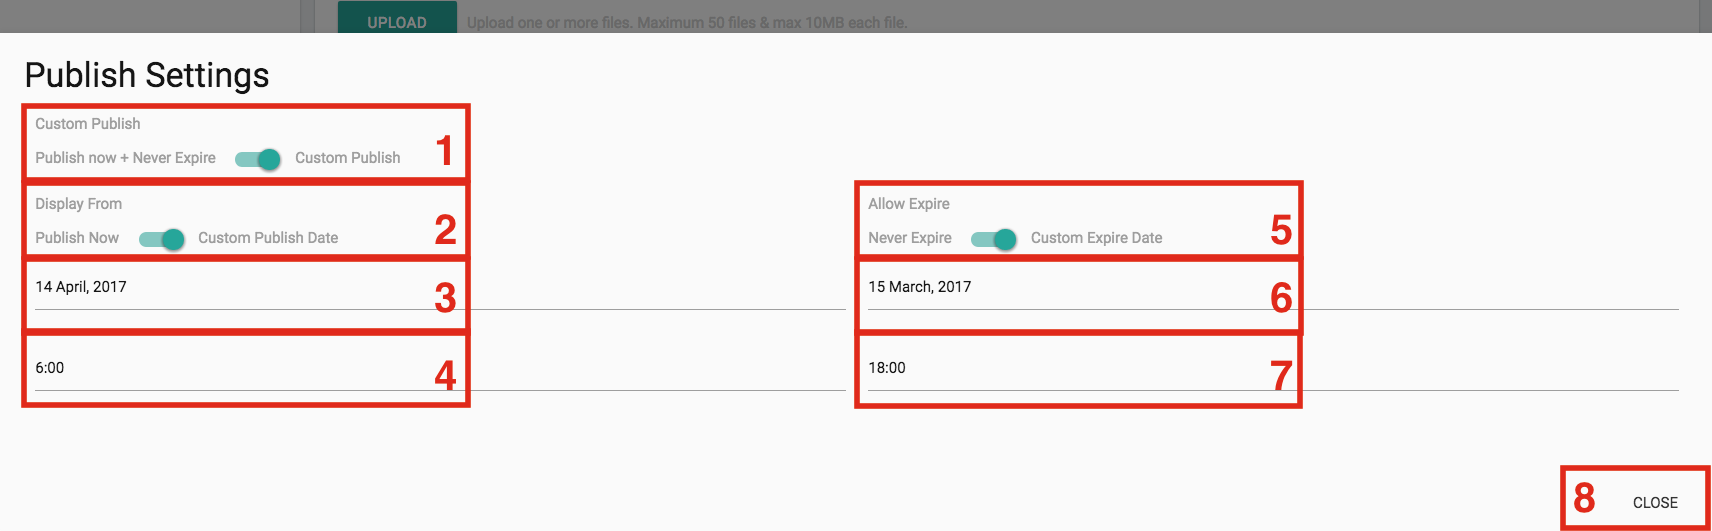 UPLOAD Upload one or more files. Maximum 50 files & max 10MB each file.
Publish Settings
Custom Publish
Publish now + Never Expire Custom Publish 1
Display From
Publish Now Custom Publish Date 2
14 April, 2017 3
6:00 4
Allow Expire
Never Expire Custom Expire Date 5
15 March, 2017 6
18:00 7
8 CLOSE